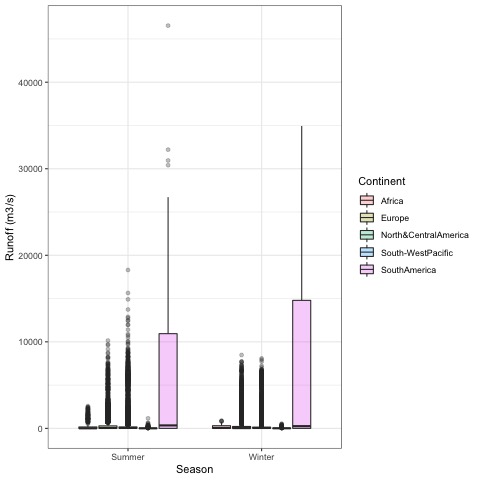 Runoff (m3/s)
40000
30000
20000
10000
0
Summer
Winter
Season
Continent
Africa
Europe
North&CentralAmerica
South-WestPacific
SouthAmerica